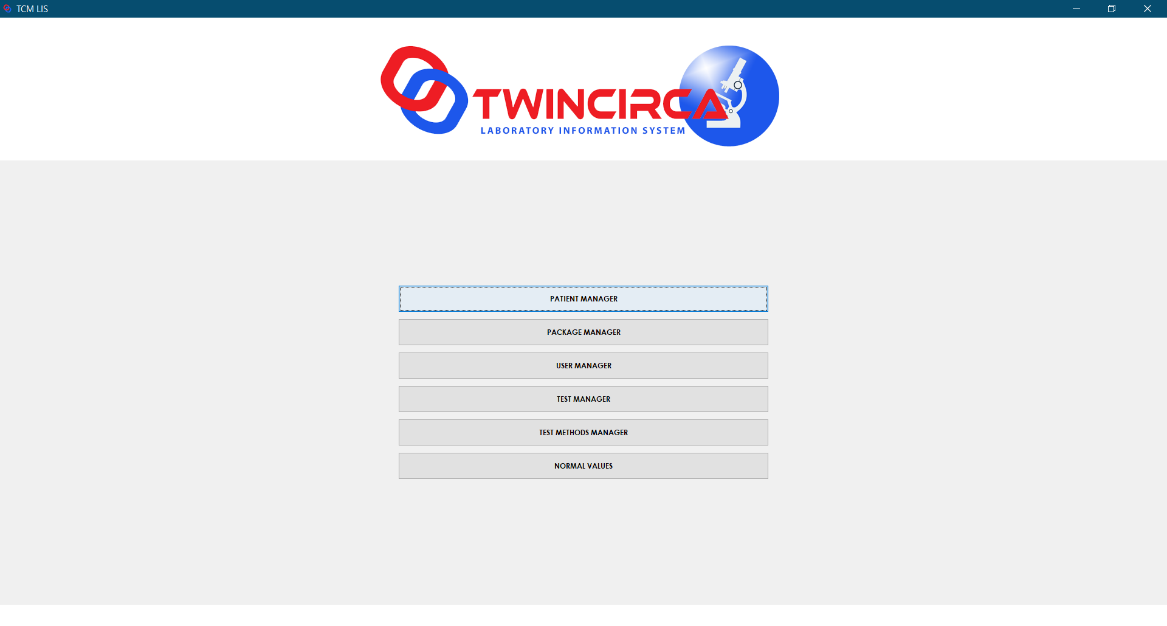 TCM LIS
TWINCIRCA
LABORATORY INFORMATION SYSTEM
PATIENT MANAGER
PACKAGE MANAGER
USER MANAGER
TEST MANAGER
TEST METHODS MANAGER
NORMAL VALUES